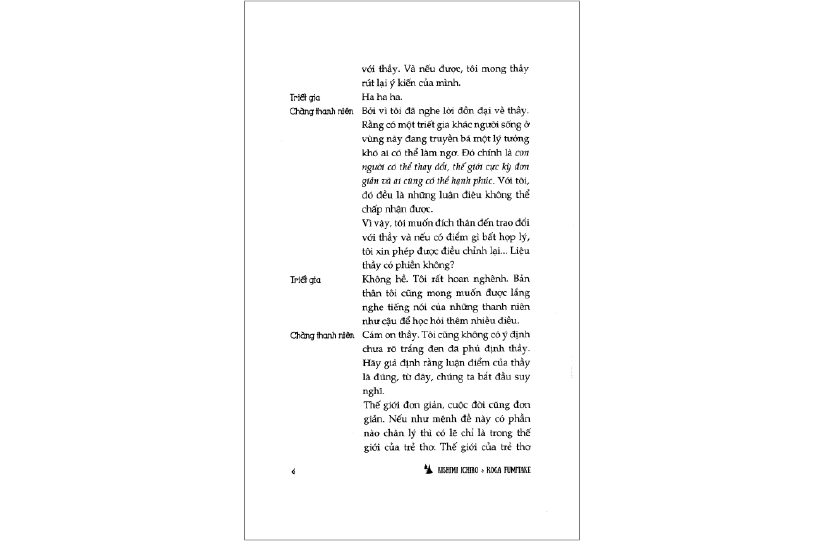 với thầy. Và nếu được, tôi mong thầy
rút lại ý kiến của mình.
Triết gia Ha ha ha.
Chàng thanh niên Bởi vì tôi đã nghe lời đồn đại về thầy.
Rằng có một triết gia khác người sống ở
vùng này đang truyền bá một lý tưởng
khó ai có thể làm ngơ. Đó chính là con
người có thể thay đổi, thế giới cực kỳ đơn
giản và ai cũng có thể hạnh phúc. Với tôi,
đó đều là những luận điệu không thể
chấp nhận được.
Vì vậy, tôi muốn đích thân đến trao đổi
với thầy và nếu có điểm gì bất hợp lý,
tôi xin phép được điều chỉnh lại... Liệu
thầy có phiền không?
Triết gia Không hề. Tôi rất hoan nghênh. Bản
thân tôi cũng mong muốn được lắng
nghe tiếng nói của những thanh niên
như cậu để học hỏi thêm nhiều điều.
Chàng thanh niên Cám ơn thầy. Tôi cũng không có ý định
chưa rõ trắng đen đã phủ định thầy.
Hãy giả định rằng luận điểm của thầy
là đúng, từ đây, chúng ta bắt đầu suy
nghĩ.
Thế giới đơn giản, cuộc đời cũng đơn
giản. Nếu như mệnh đề này có phần
nào chân lý thì có lẽ chỉ là trong thế
giới của trẻ thơ. Thế giới của trẻ thơ
6 KISHIMI ICHIRO & KOGA FUMITAKE